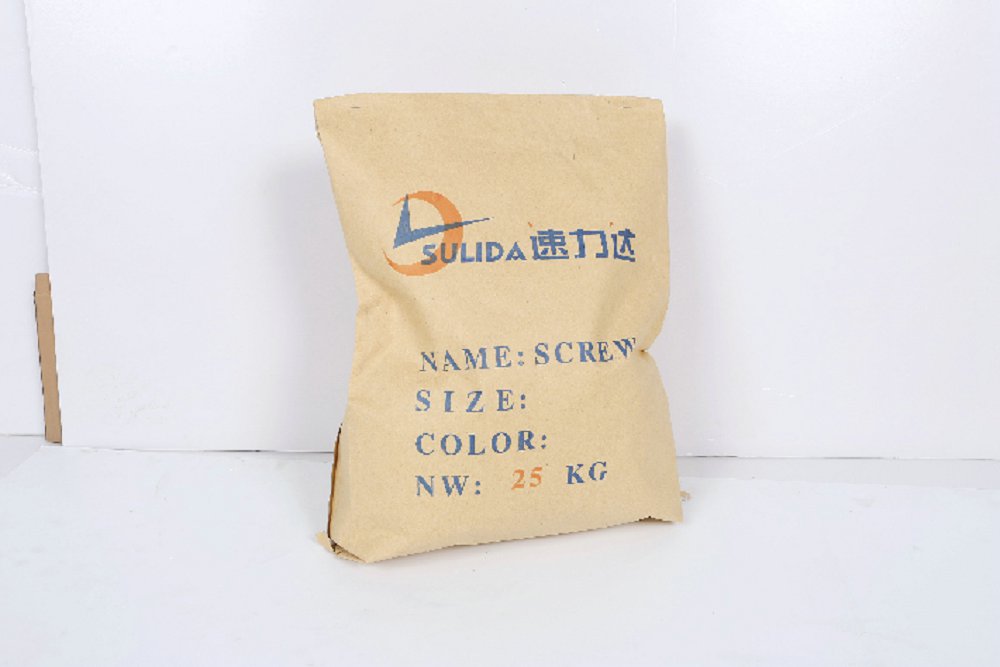 SULIDA 速力达
NAME: SCREW
SIZE:
COLOR:
NW: 25 KG